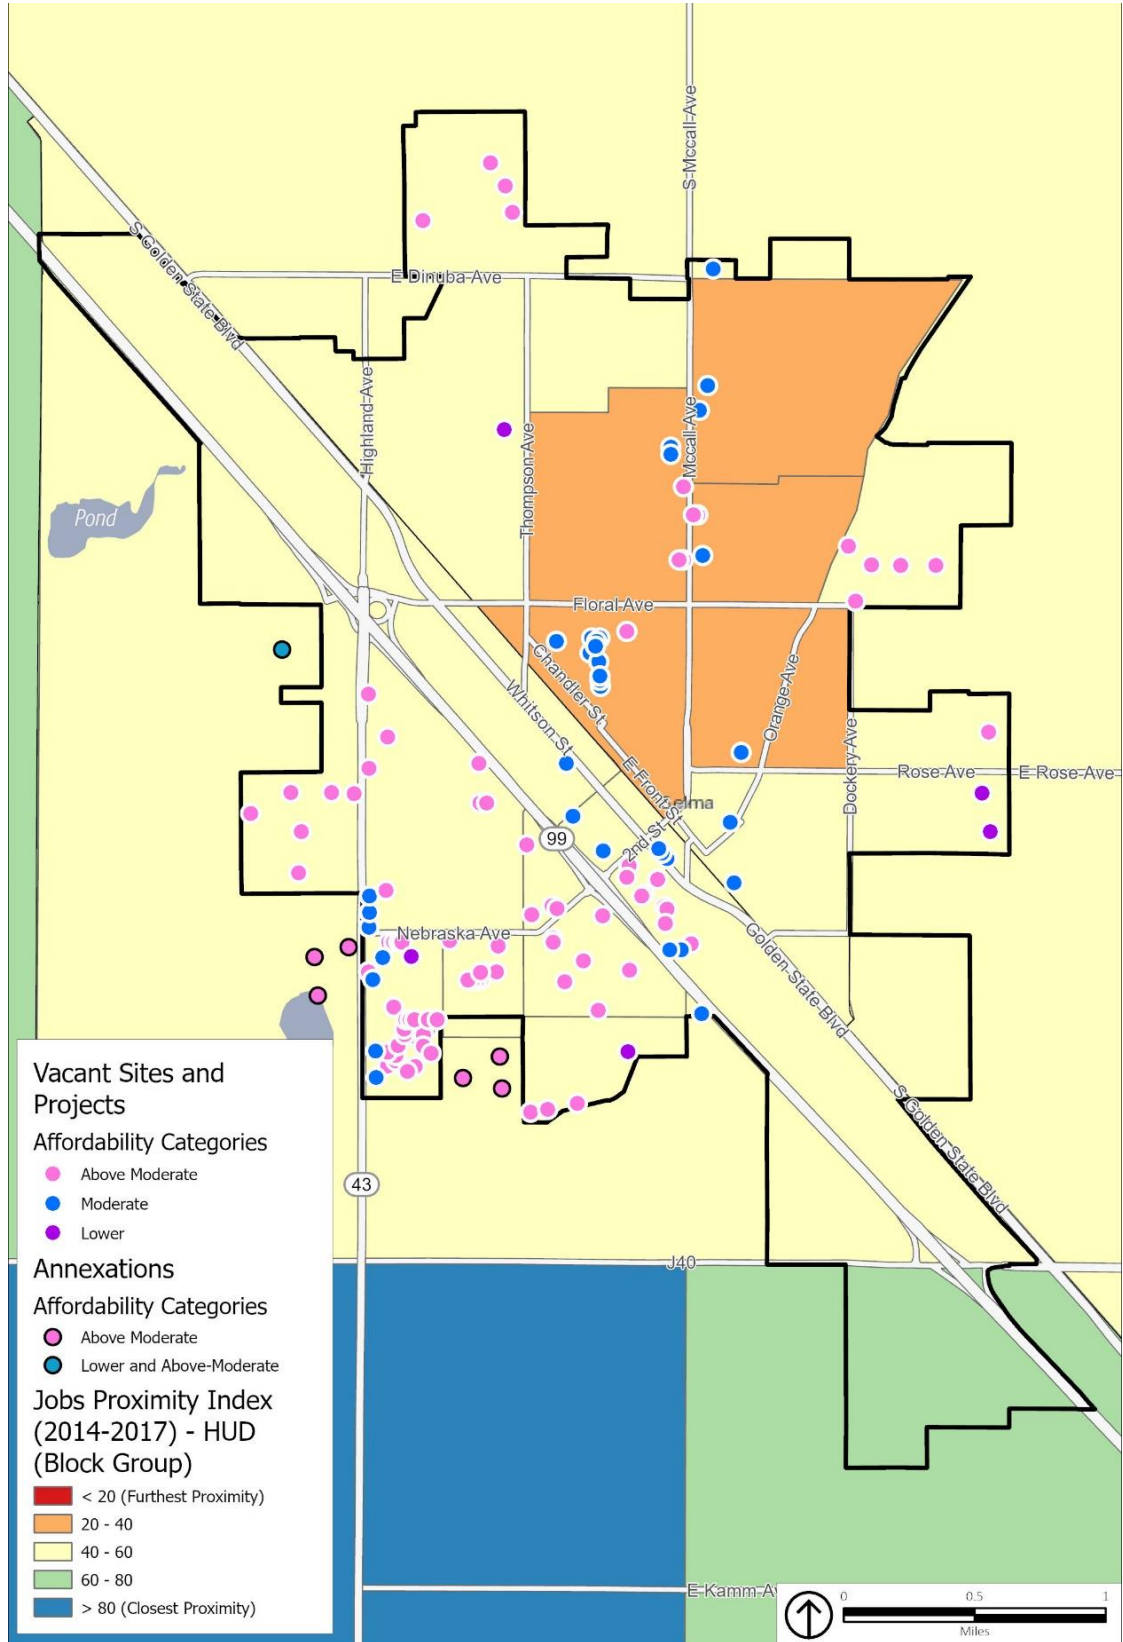 S Mccall Ave
S Golden State Blvd
E Dinuba Ave
Highland Ave
Thompson Ave
Mccall Ave
Pond
Floral Ave
Chandler St
Whitson St
Orange Ave
E Front St
Dockery Ave
Rose Ave
E Rose Ave
elma
99
2nd St
Nebraska Ave
Golden State Blvd
S Golden State Blvd
43
J40
E Kamm Av
Vacant Sites and
Projects
Affordability Categories
Above Moderate
Moderate
Lower
Annexations
Affordability Categories
Above Moderate
Lower and Above-Moderate
Jobs Proximity Index
(2014-2017) - HUD
(Block Group)
< 20 (Furthest Proximity)
20 - 40
40 - 60
60 - 80
> 80 (Closest Proximity)
0 0.5 1
Miles